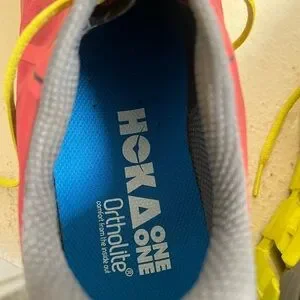 HOKA
ONE
ONE
Ortholite®
comfort from the inside out